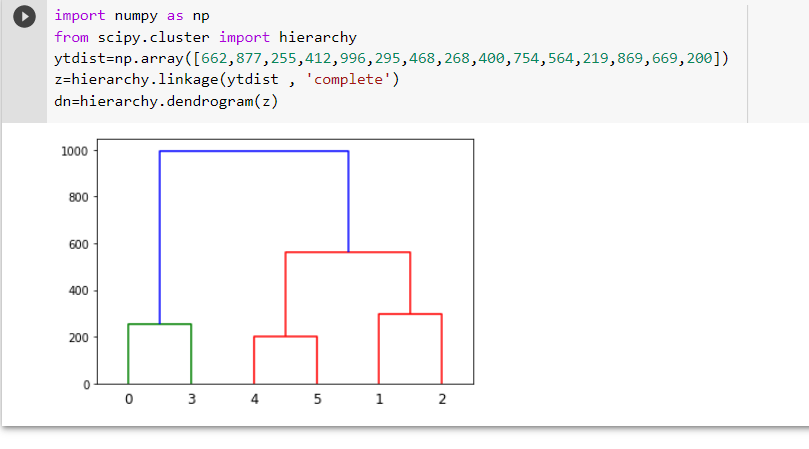 import numpy as np
from scipy.cluster import hierarchy
ytdist=np.array([662,877,255,412,996,295,468,268,400,754,564,219,869,669,200])
z=hierarchy.linkage(ytdist , 'complete')
dn=hierarchy.dendrogram(z)
1000
800
600
400
200
0
0 3 4 5 1 2